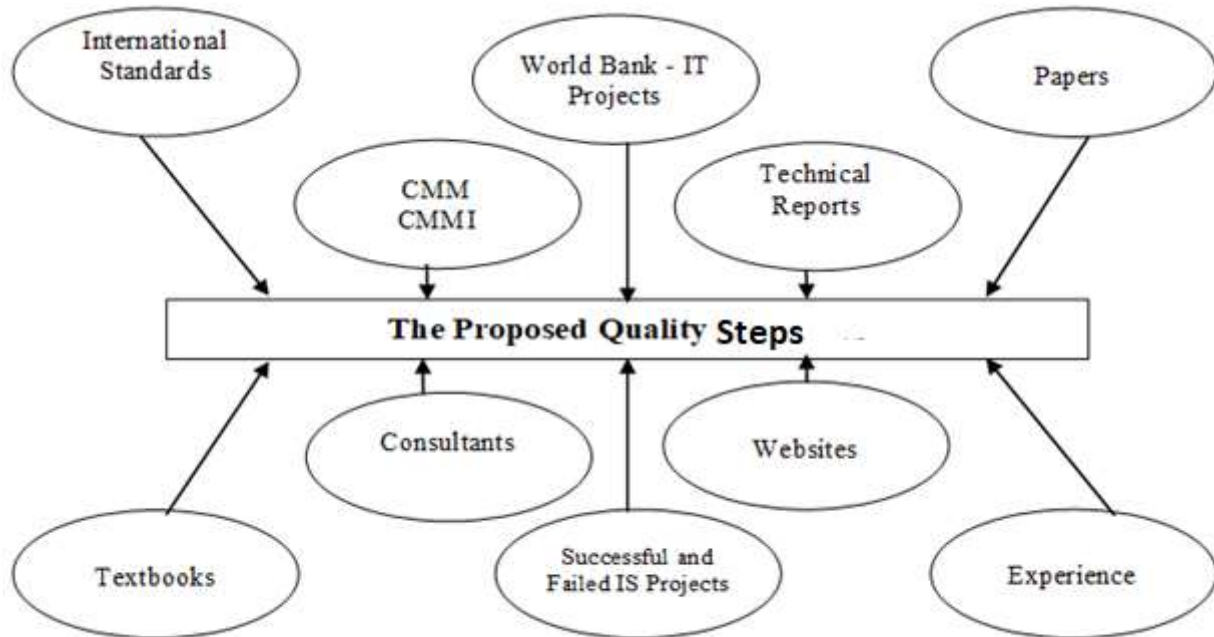 International
Standards
World Bank - IT
Projects
Papers
CMM
CMMI
Technical
Reports
The Proposed Quality Steps
Consultants
Websites
Textbooks
Successful and
Failed IS Projects
Experience